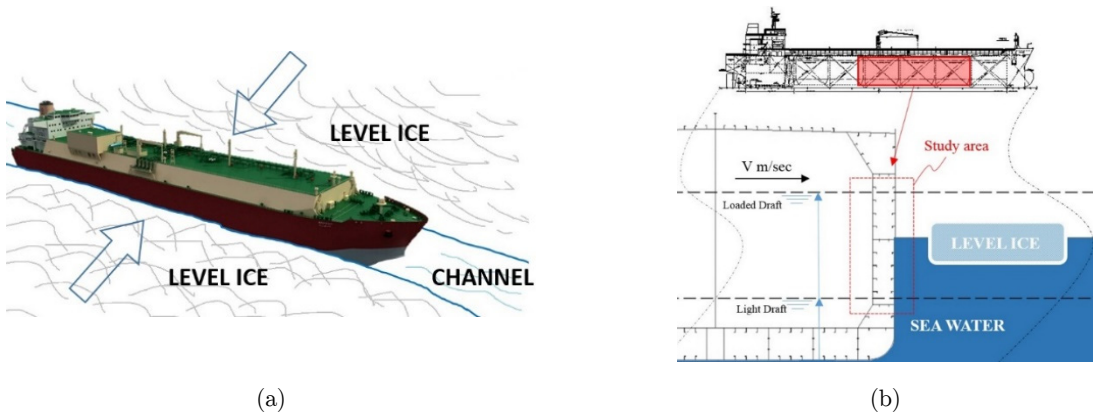 LEVEL ICE
LEVEL ICE
CHANNEL
(a)
Study area
V m/sec
Loaded Draft
LEVEL ICE
Light Draft
SEA WATER
(b)